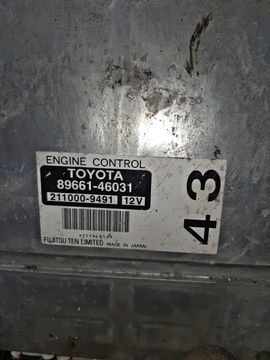 ENGINE CONTROL
TOYOTA
89661-46031
211000-9491 12V
FUJITSU TEN LIMITED MADE IN JAPAN
43